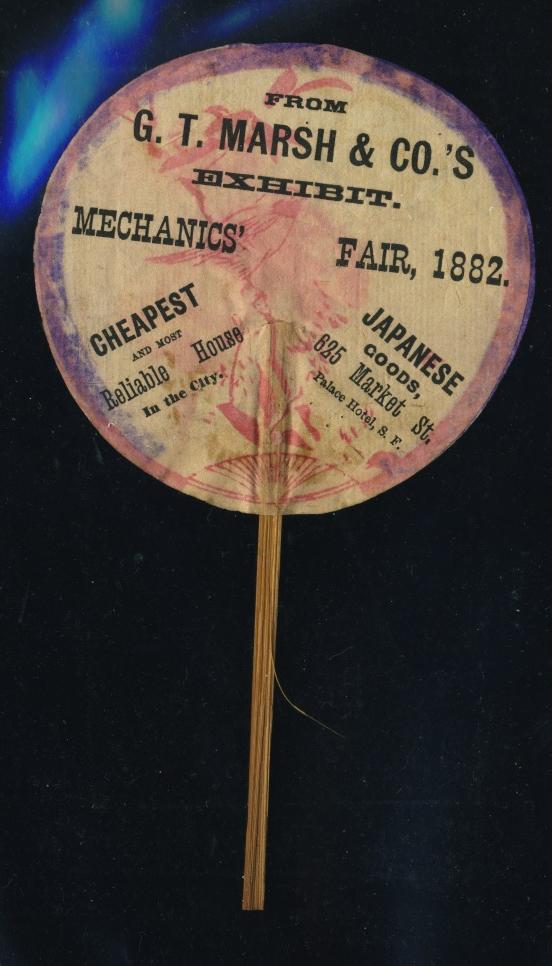 FROM
G. T. MARSH & CO.'S
EXHIBIT.
MECHANICS' FAIR, 1882.
CHEAPEST
AND MOST
Reliable House
In the City.
JAPANESE
GOODS,
625 Market St.
Palace Hotel, S. F.